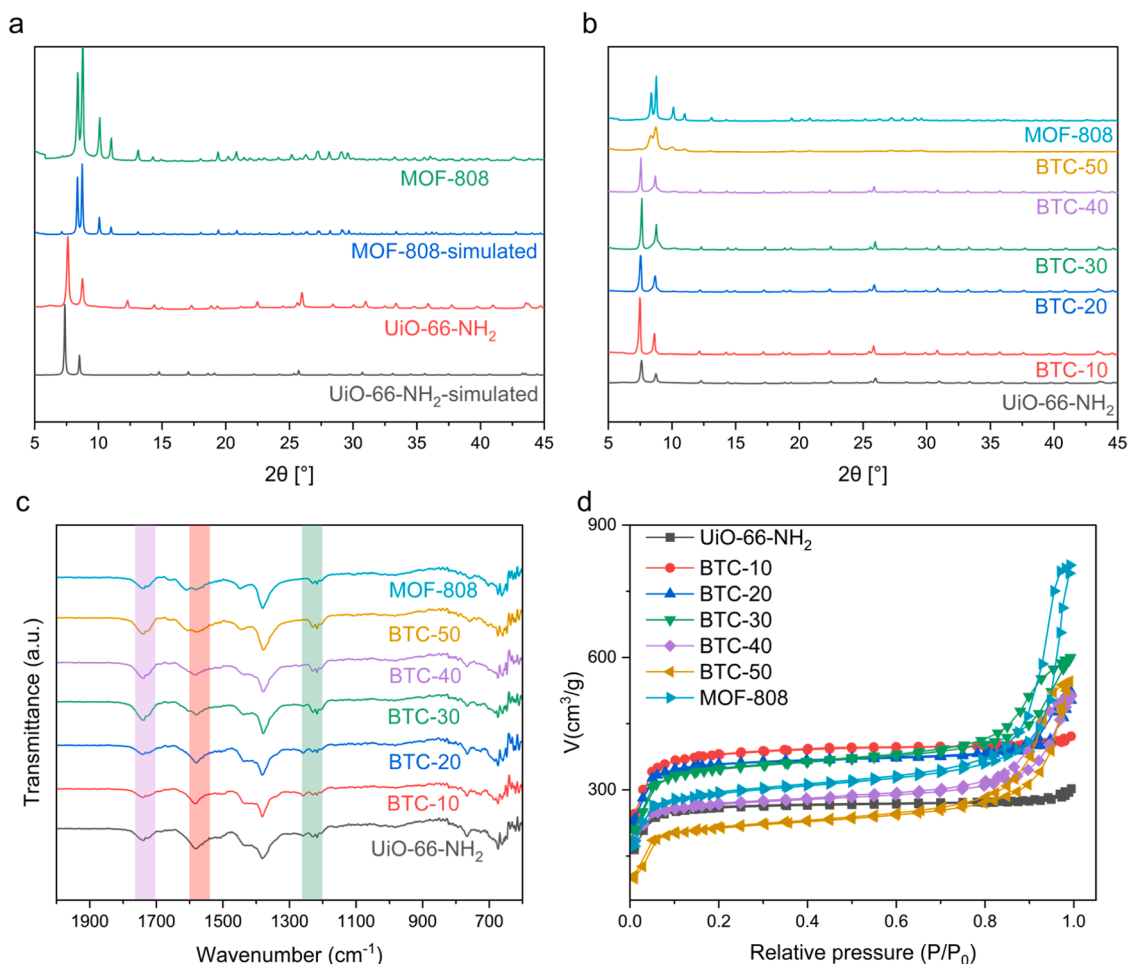 a
MOF-808
MOF-808-simulated
UiO-66-NH₂
UiO-66-NH₂-simulated
5 10 15 20 25 30 35 40 45
2θ [°]
b
MOF-808
BTC-50
BTC-40
BTC-30
BTC-20
BTC-10
UiO-66-NH₂
5 10 15 20 25 30 35 40 45
2θ [°]
c
Transmittance (a.u.)
MOF-808
BTC-50
BTC-40
BTC-30
BTC-20
BTC-10
UiO-66-NH₂
1900 1700 1500 1300 1100 900 700
Wavenumber (cm⁻¹)
d
V(cm³/g)
900
600
300
UiO-66-NH₂
BTC-10
BTC-20
BTC-30
BTC-40
BTC-50
MOF-808
0.0 0.2 0.4 0.6 0.8 1.0
Relative pressure (P/P₀)